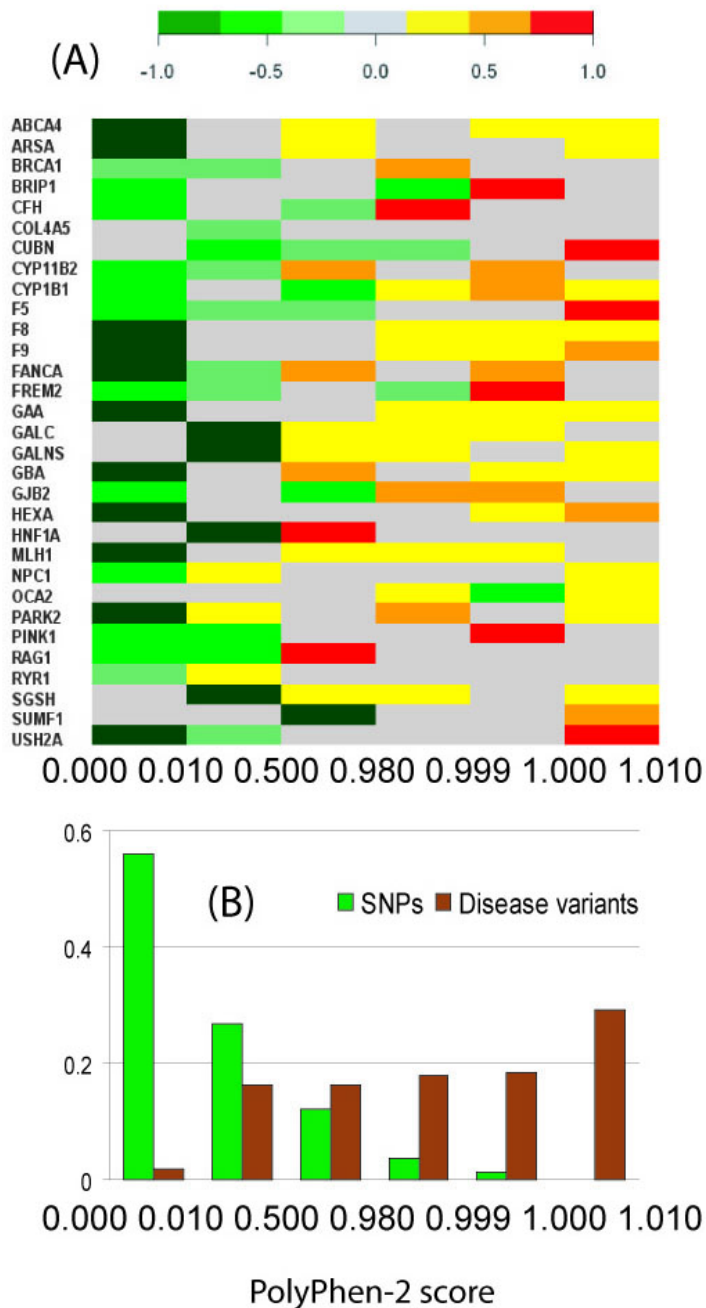 (A)
-1.0 -0.5 0.0 0.5 1.0
ABCA4
ARSA
BRCA1
BRIP1
CFH
COL4A5
CUBN
CYP11B2
CYP1B1
F5
F8
F9
FANCA
FREM2
GAA
GALC
GALNS
GBA
GJB2
HEXA
HNF1A
MLH1
NPC1
OCA2
PARK2
PINK1
RAG1
RYR1
SGSH
SUMF1
USH2A
0.000 0.010 0.500 0.980 0.999 1.000 1.010
0.6
(B)
SNPs Disease variants
0.4
0.2
0
0.000 0.010 0.500 0.980 0.999 1.000 1.010
PolyPhen-2 score